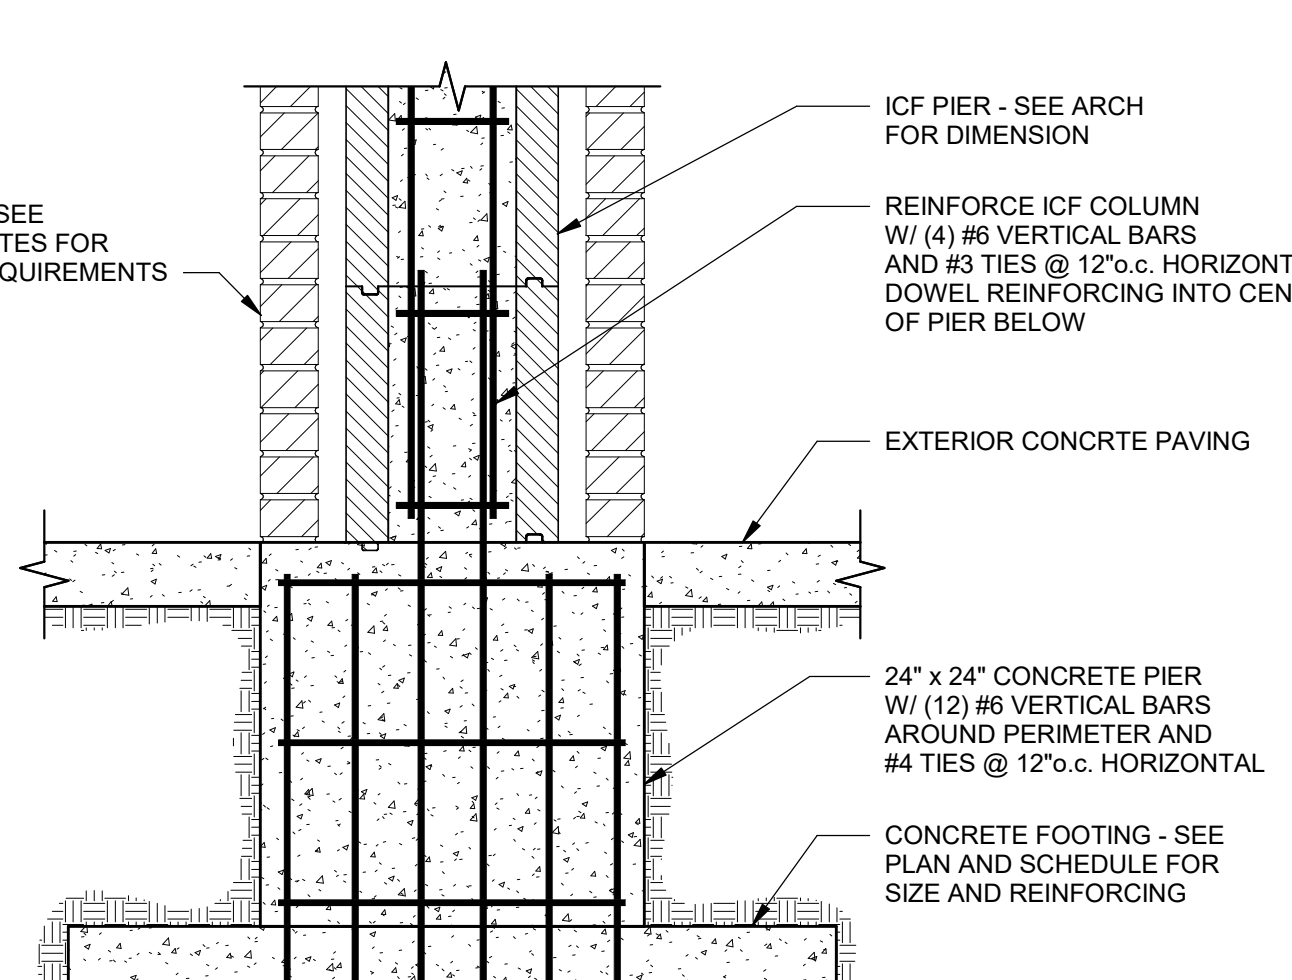 SEE
TES FOR
QUIREMENTS
ICF PIER - SEE ARCH
FOR DIMENSION
REINFORCE ICF COLUMN
W/ (4) #6 VERTICAL BARS
AND #3 TIES @ 12"o.c. HORIZONT
DOWEL REINFORCING INTO CEN
OF PIER BELOW
EXTERIOR CONCRTE PAVING
24" x 24" CONCRETE PIER
W/ (12) #6 VERTICAL BARS
AROUND PERIMETER AND
#4 TIES @ 12"o.c. HORIZONTAL
CONCRETE FOOTING - SEE
PLAN AND SCHEDULE FOR
SIZE AND REINFORCING